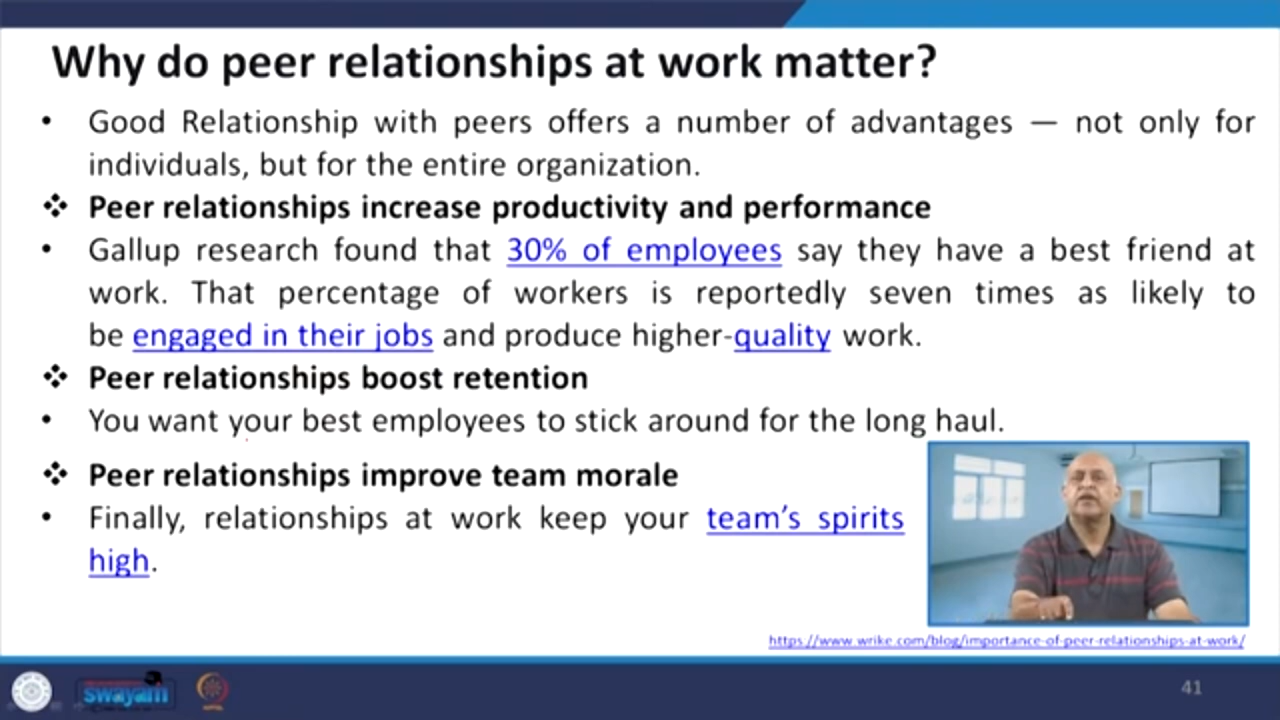 Why do peer relationships at work matter?
• Good Relationship with peers offers a number of advantages — not only for
individuals, but for the entire organization.
❖ Peer relationships increase productivity and performance
• Gallup research found that 30% of employees say they have a best friend at
work. That percentage of workers is reportedly seven times as likely to
be engaged in their jobs and produce higher-quality work.
❖ Peer relationships boost retention
• You want your best employees to stick around for the long haul.
❖ Peer relationships improve team morale
• Finally, relationships at work keep your team's spirits
high.
https://www.wrike.com/blog/importance-of-peer-relationships-at-work/
swayam
41